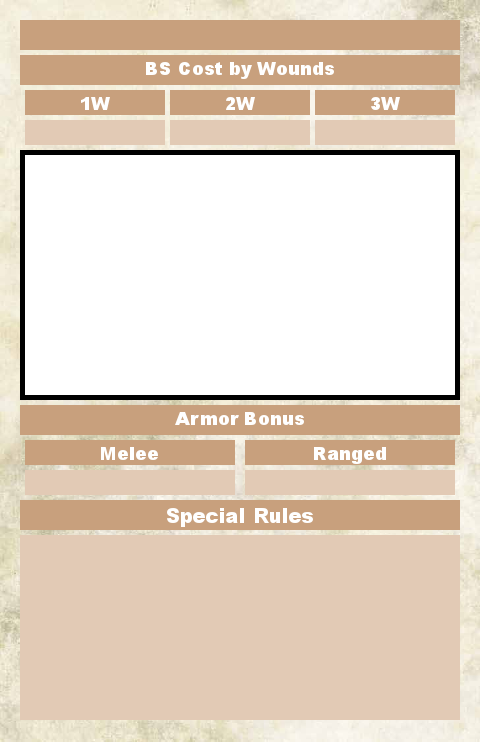 BS Cost by Wounds
1W 2W 3W
Armor Bonus
Melee Ranged
Special Rules